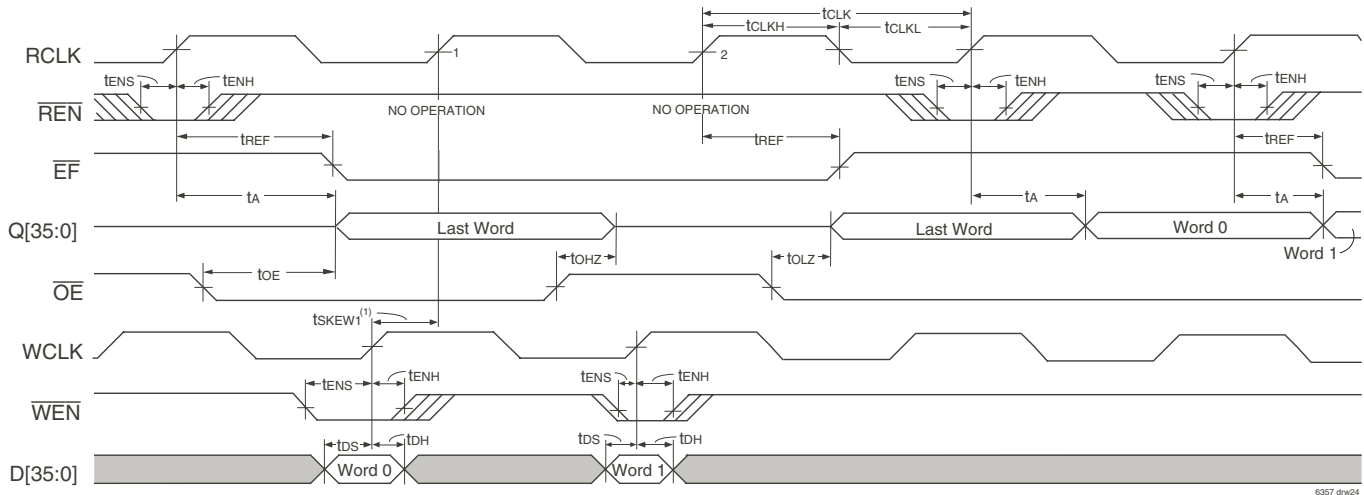 tCLK
tCLKH tCLKL
RCLK 1 2
tENS tENH tENS tENH tENS tENH
REN NO OPERATION NO OPERATION
tREF tREF tREF
EF
tA tA tA
Q[35:0] Last Word Last Word Word 0
Word 1
tOE tOHZ tOLZ
OE
tSKEW1(1)
WCLK
tENS tENH tENS tENH
WEN
tDS tDH tDS tDH
D[35:0] Word 0 Word 1
6357 drw24